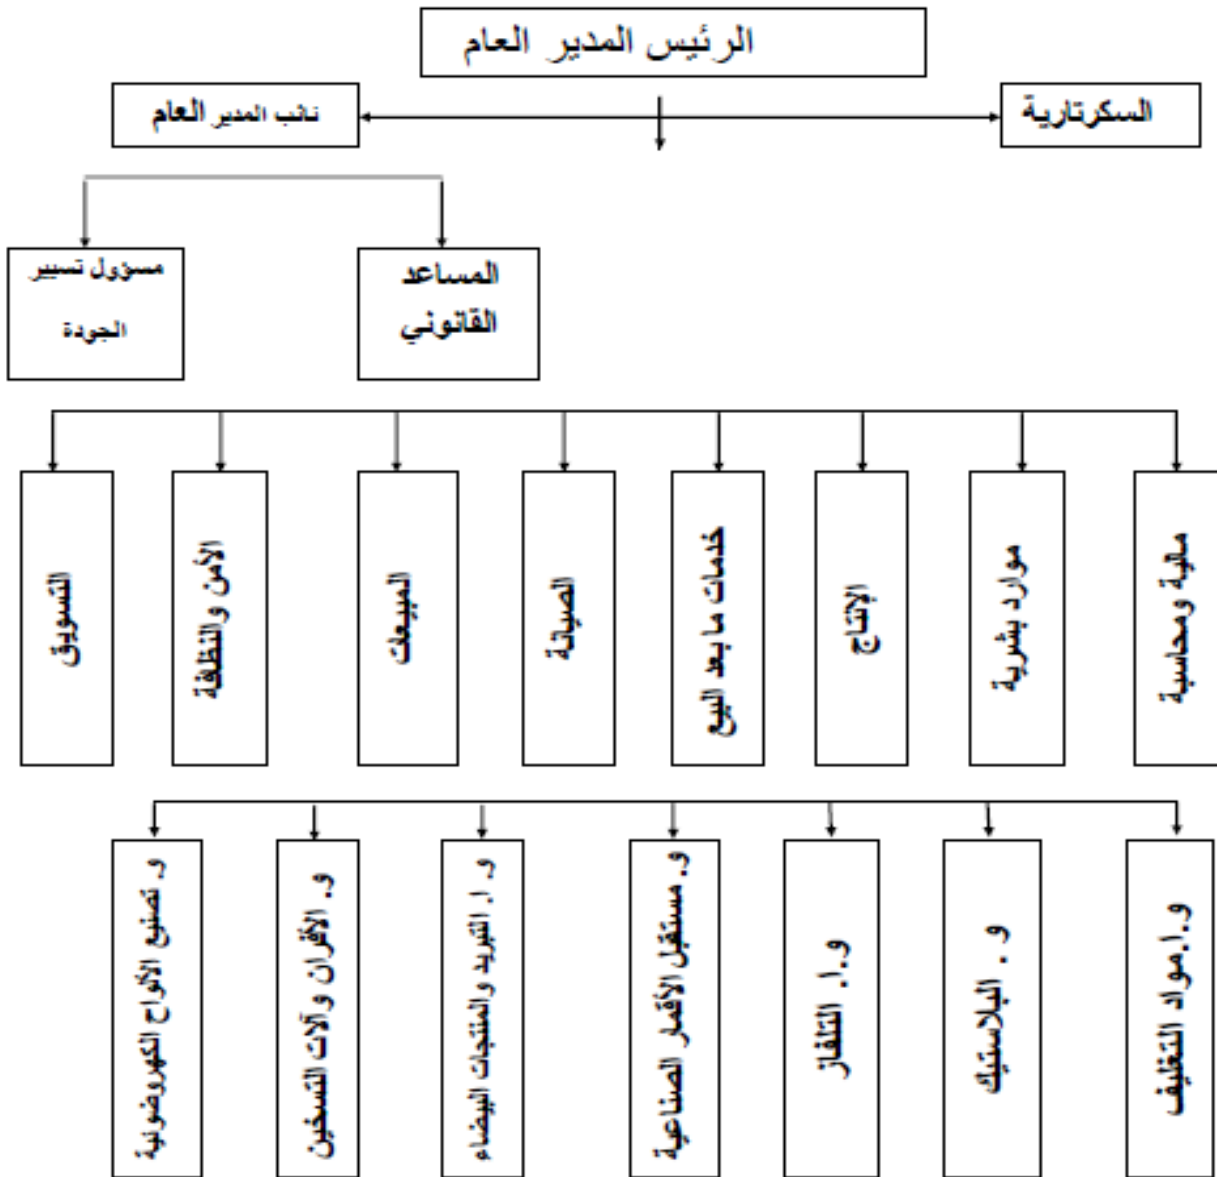 الرئيس المدير العام
السكرتارية
نائب المدير العام
المساعد
القانوني
مسؤول تسيير
الجودة
مالية ومحاسبة
موارد بشرية
الإنتاج
خدمات ما بعد البيع
الصيانة
المبيعات
الأمن والنظافة
التسويق
و.ا.مواد التغليف
و . البلاستيك
و.ا. التلفاز
و. مستقبل الأقمار الصناعية
و. ا. التبريد والمنتجات البيضاء
و. الأفران وآلات التسخين
و. تصنيع الألواح الكهروضوئية